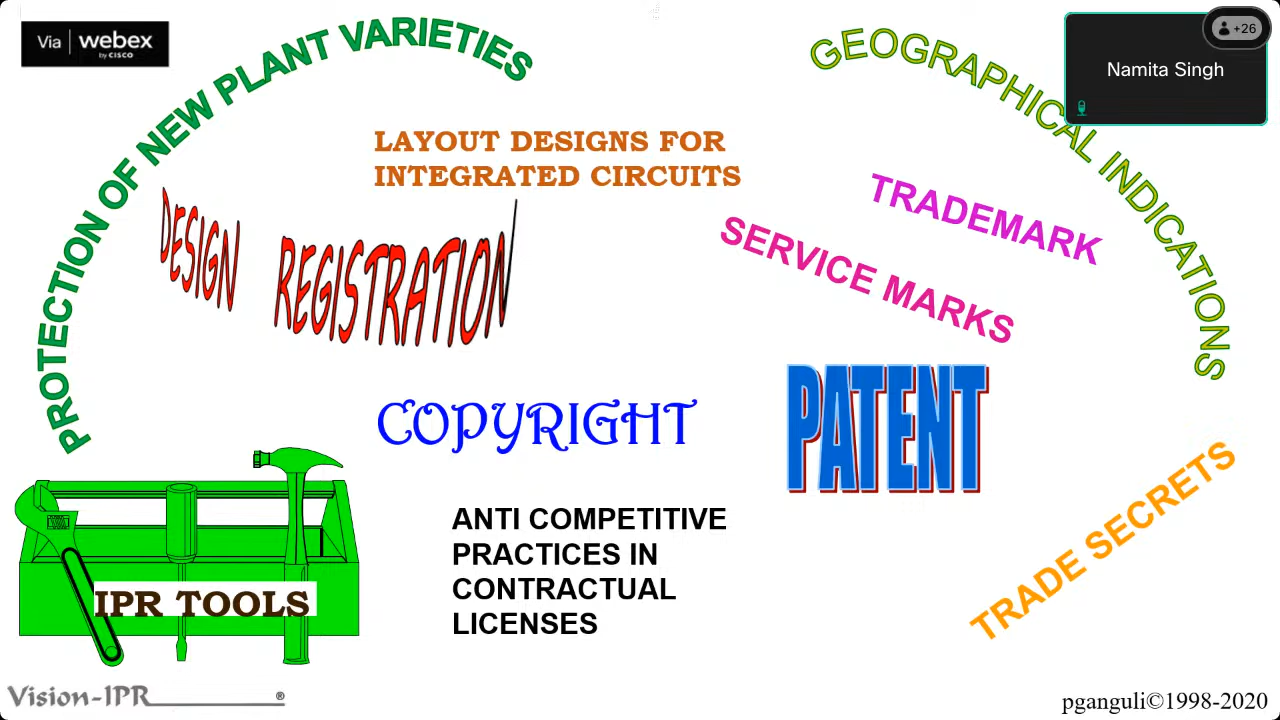 Via webex
by CISCO
PROTECTION OF NEW PLANT VARIETIES
GEOGRAPHICAL INDICATIONS
+26
Namita Singh
LAYOUT DESIGNS FOR
INTEGRATED CIRCUITS
TRADEMARK
DESIGN REGISTRATION
SERVICE MARKS
PATENT
COPYRIGHT
ANTI COMPETITIVE
PRACTICES IN
CONTRACTUAL
LICENSES
TRADE SECRETS
IPR TOOLS
Vision-IPR ®
pganguli©1998-2020